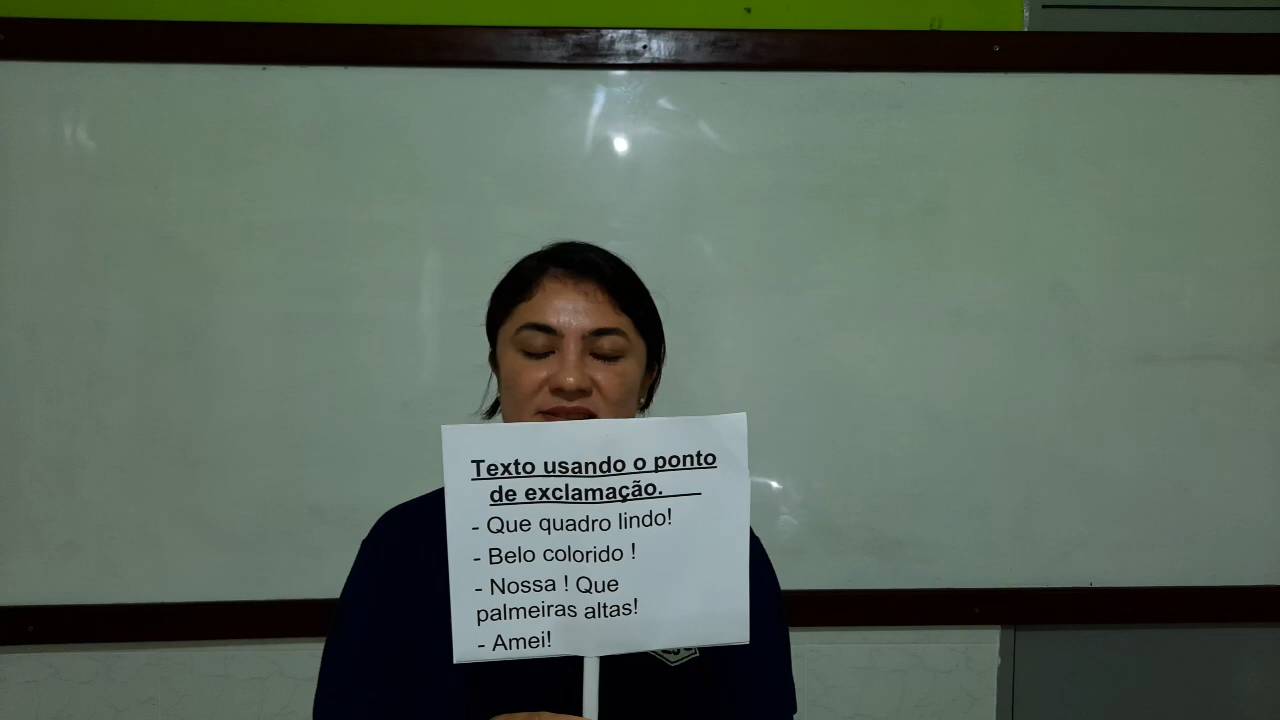 Texto usando o ponto
de exclamação.
- Que quadro lindo!
- Belo colorido !
- Nossa ! Que
palmeiras altas!
- Amei!